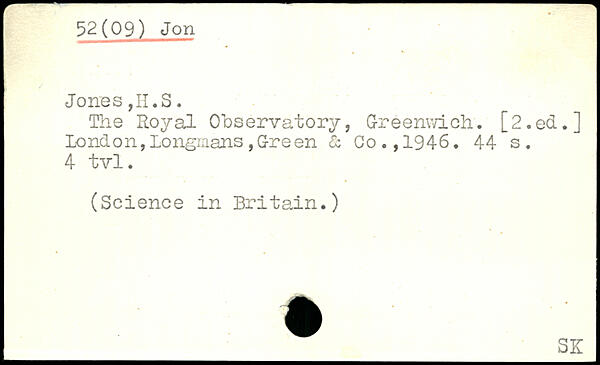 52(09) Jon
Jones,H.S.
The Royal Observatory, Greenwich. [2.ed.]
London,Longmans,Green & Co.,1946. 44 s.
4 tvl.
(Science in Britain.)
SK